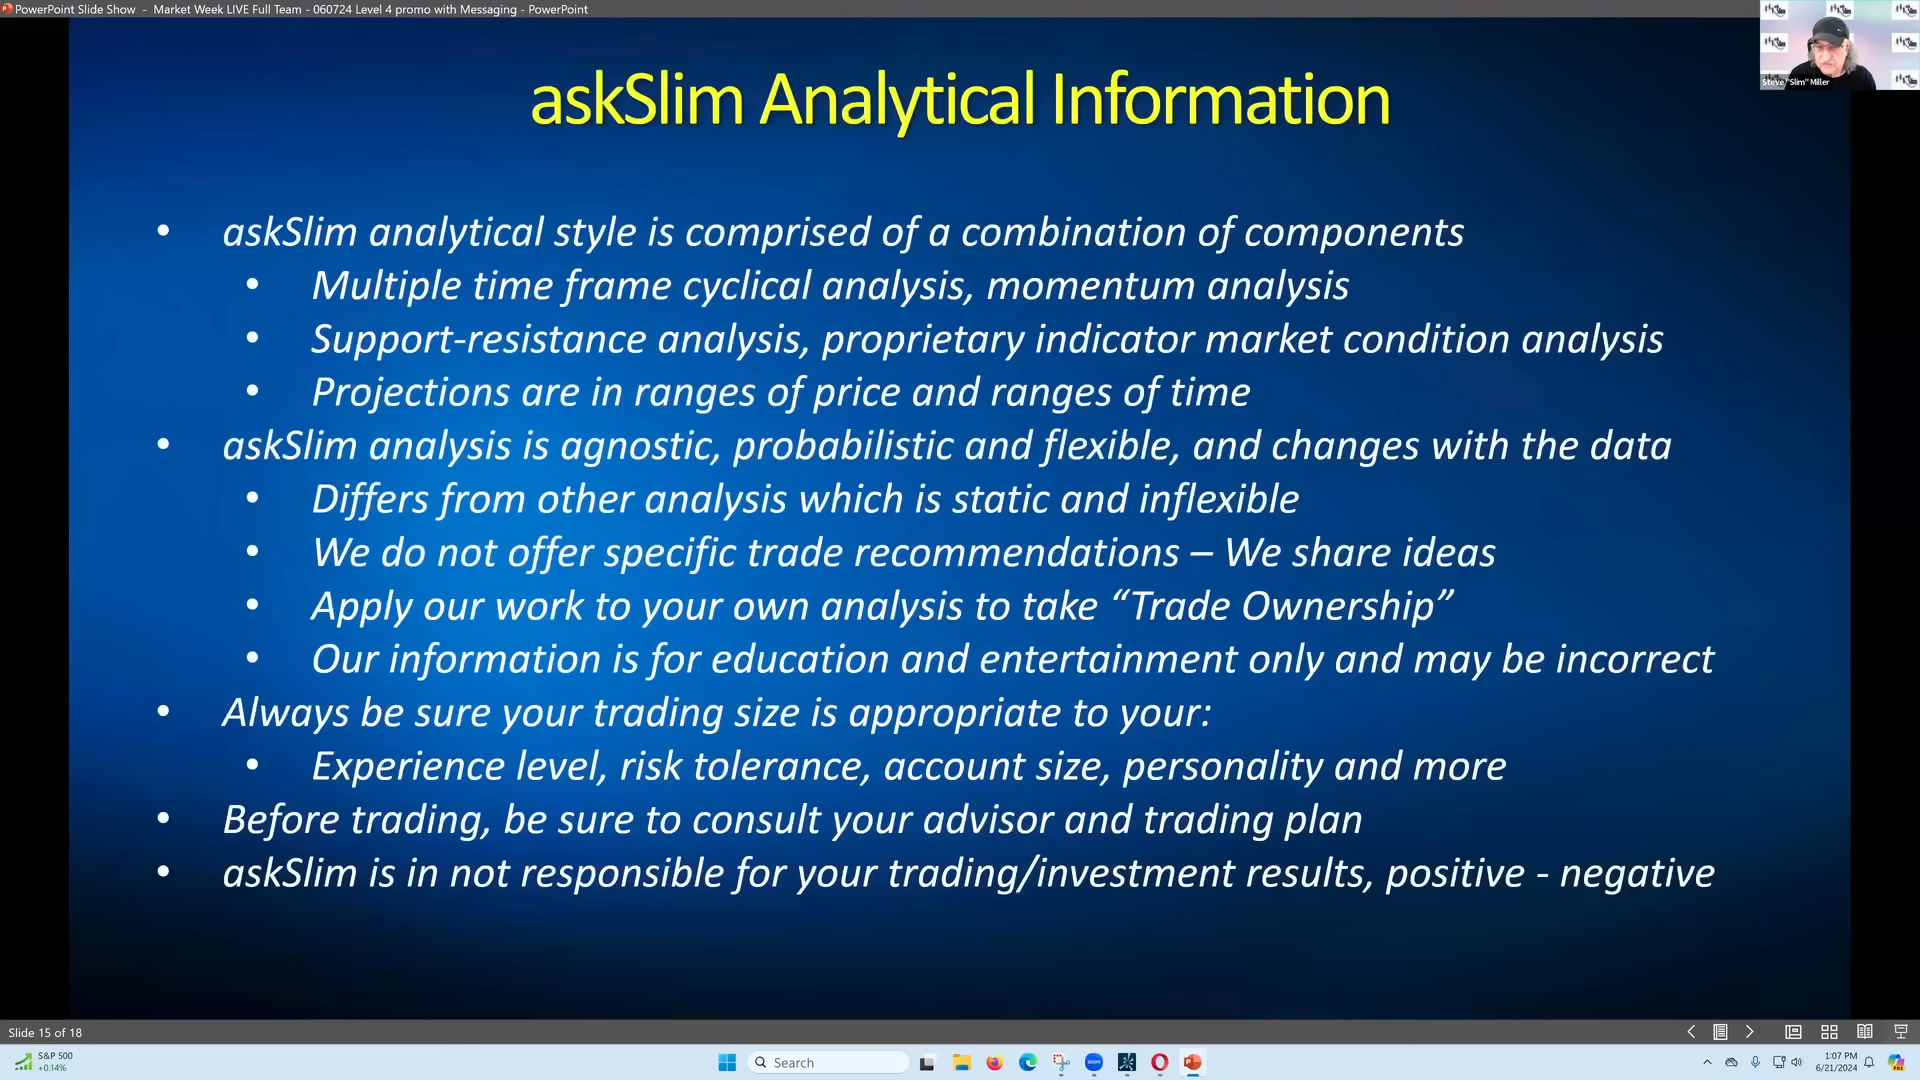 PowerPoint Slide Show - Market Week LIVE Full Team - 060724 Level 4 promo with Messaging - PowerPoint
Steve "Slim" Miller
askSlim Analytical Information
• askSlim analytical style is comprised of a combination of components
• Multiple time frame cyclical analysis, momentum analysis
• Support-resistance analysis, proprietary indicator market condition analysis
• Projections are in ranges of price and ranges of time
• askSlim analysis is agnostic, probabilistic and flexible, and changes with the data
• Differs from other analysis which is static and inflexible
• We do not offer specific trade recommendations – We share ideas
• Apply our work to your own analysis to take “Trade Ownership”
• Our information is for education and entertainment only and may be incorrect
• Always be sure your trading size is appropriate to your:
• Experience level, risk tolerance, account size, personality and more
• Before trading, be sure to consult your advisor and trading plan
• askSlim is in not responsible for your trading/investment results, positive - negative
Slide 15 of 18
S&P 500
+0.14%
Search
zoom
1:07 PM
6/21/2024
PRE